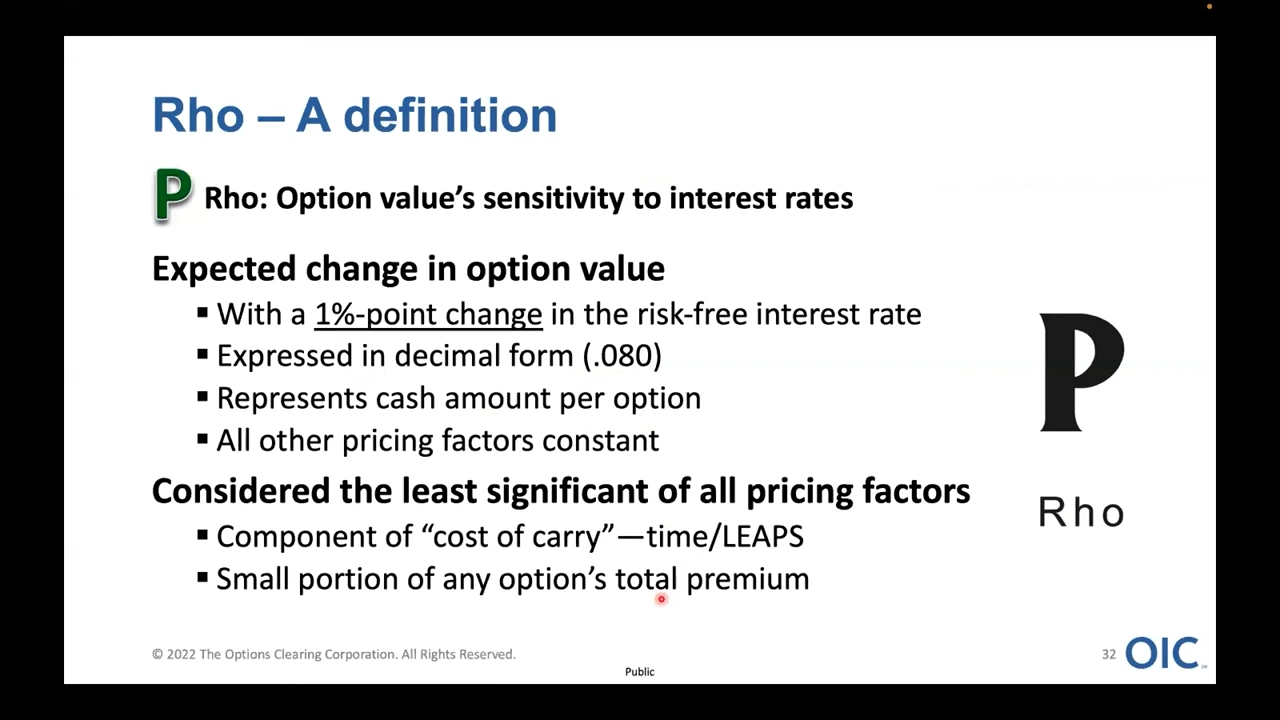 Rho – A definition
P Rho: Option value's sensitivity to interest rates
Expected change in option value
▪ With a 1%-point change in the risk-free interest rate
▪ Expressed in decimal form (.080)
▪ Represents cash amount per option
▪ All other pricing factors constant
Considered the least significant of all pricing factors
▪ Component of “cost of carry”—time/LEAPS
▪ Small portion of any option's total premium
P
Rho
© 2022 The Options Clearing Corporation. All Rights Reserved.
32 OIC
Public